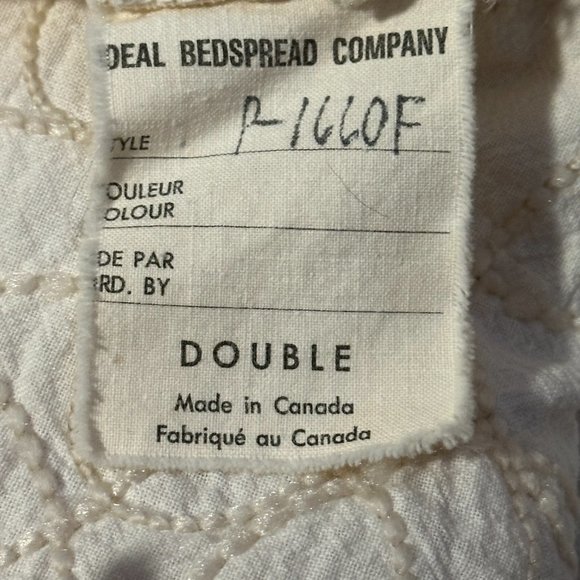 DEAL BEDSPREAD COMPANY
TYLE P-1660F
OULEUR
OLOUR
DE PAR
RD. BY
DOUBLE
Made in Canada
Fabriqué au Canada